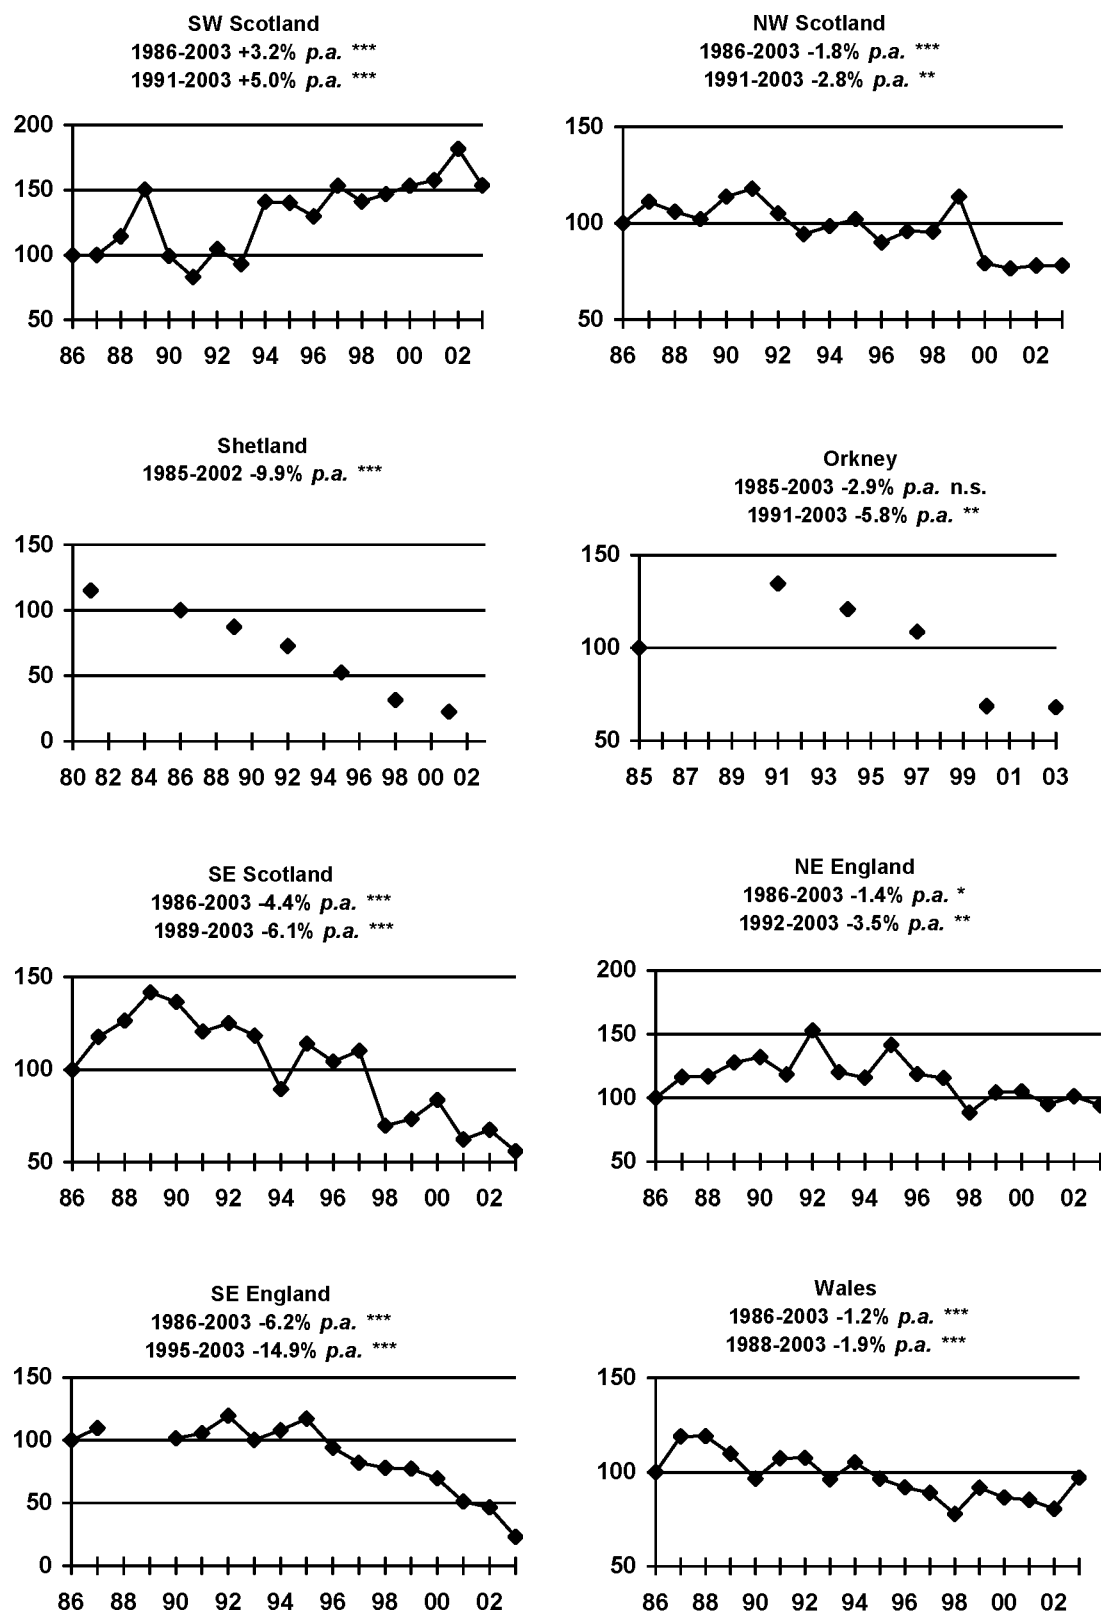 SW Scotland
1986-2003 +3.2% p.a. ***
1991-2003 +5.0% p.a. ***
200
150
100
50
86 88 90 92 94 96 98 00 02
NW Scotland
1986-2003 -1.8% p.a. ***
1991-2003 -2.8% p.a. **
150
100
50
86 88 90 92 94 96 98 00 02
Shetland
1985-2002 -9.9% p.a. ***
150
100
50
0
80 82 84 86 88 90 92 94 96 98 00 02
Orkney
1985-2003 -2.9% p.a. n.s.
1991-2003 -5.8% p.a. **
150
100
50
85 87 89 91 93 95 97 99 01 03
SE Scotland
1986-2003 -4.4% p.a. ***
1989-2003 -6.1% p.a. ***
150
100
50
86 88 90 92 94 96 98 00 02
NE England
1986-2003 -1.4% p.a. *
1992-2003 -3.5% p.a. **
200
150
100
50
86 88 90 92 94 96 98 00 02
SE England
1986-2003 -6.2% p.a. ***
1995-2003 -14.9% p.a. ***
150
100
50
0
86 88 90 92 94 96 98 00 02
Wales
1986-2003 -1.2% p.a. ***
1988-2003 -1.9% p.a. ***
150
100
50
86 88 90 92 94 96 98 00 02